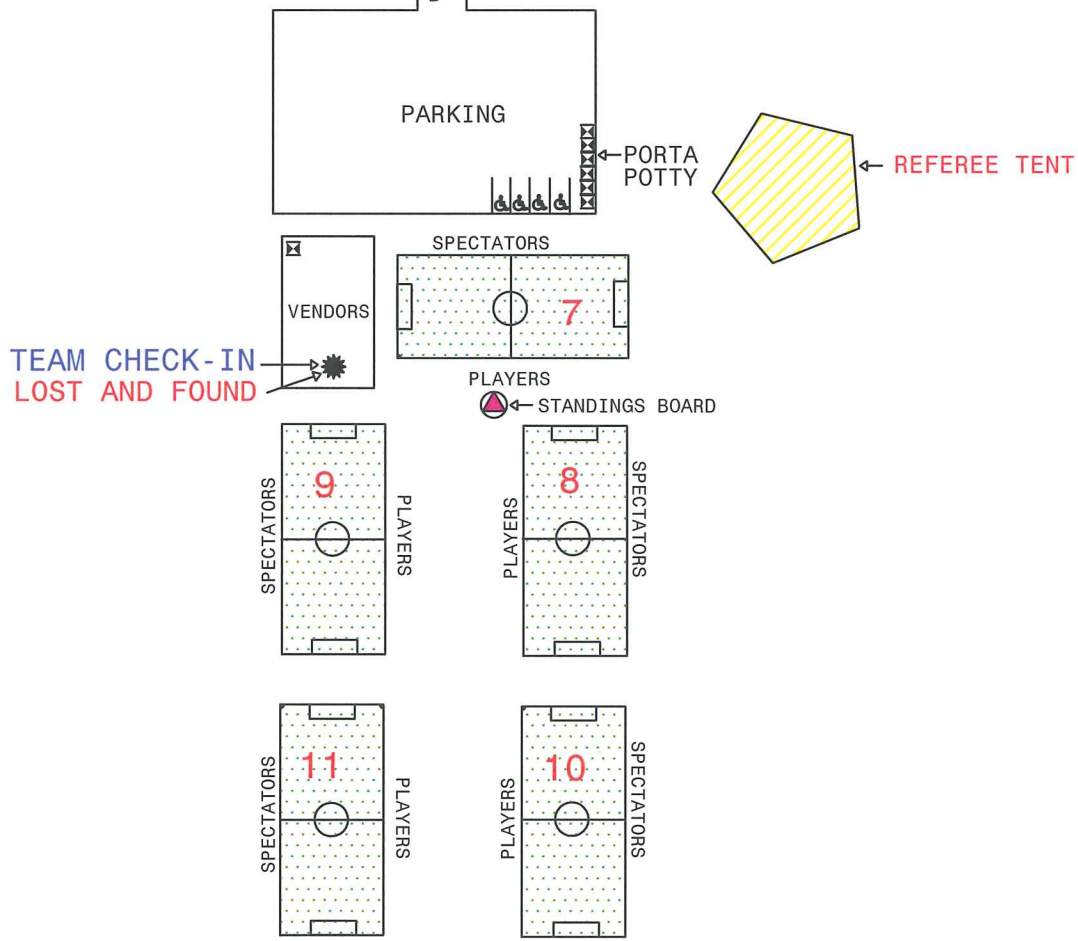 PARKING
PORTA
POTTY
REFEREE TENT
SPECTATORS
7
VENDORS
TEAM CHECK-IN
LOST AND FOUND
PLAYERS
STANDINGS BOARD
SPECTATORS
9
PLAYERS
PLAYERS
8
SPECTATORS
SPECTATORS
11
PLAYERS
PLAYERS
10
SPECTATORS